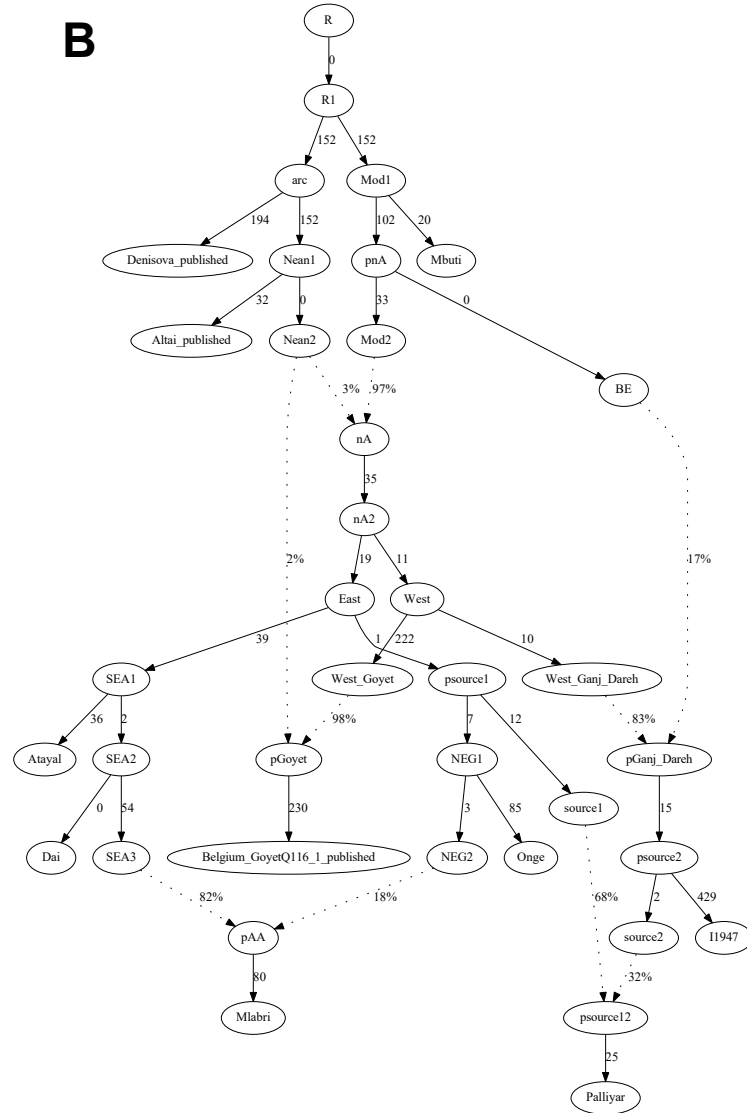 B
R
0
R1
152 152
arc Mod1
194 152 102 20
Denisova_published Nean1 pnA Mbuti
32 0 33 0
Altai_published Nean2 Mod2
BE
3% 97%
nA
35
nA2
2% 19 11 17%
East West
39 1 222 10
SEA1 West_Goyet psource1 West_Ganj_Dareh
36 2 98% 7 12 83%
Atayal SEA2 pGoyet NEG1 pGanj_Dareh
source1
0 54 230 3 85 15
Dai SEA3 Belgium_GoyetQ116_1_published NEG2 Onge psource2
82% 18% 68% 2 429
pAA source2 I1947
80 32%
Mlabri psource12
25
Palliyar